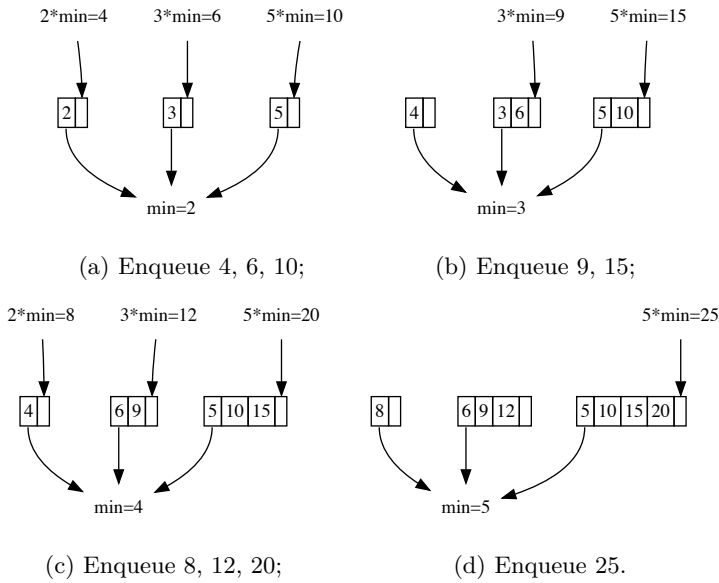 2*min=4 3*min=6 5*min=10
2 3 5
min=2
(a) Enqueue 4, 6, 10;
3*min=9 5*min=15
4 3 6 5 10
min=3
(b) Enqueue 9, 15;
2*min=8 3*min=12 5*min=20
4 6 9 5 10 15
min=4
(c) Enqueue 8, 12, 20;
5*min=25
8 6 9 12 5 10 15 20
min=5
(d) Enqueue 25.